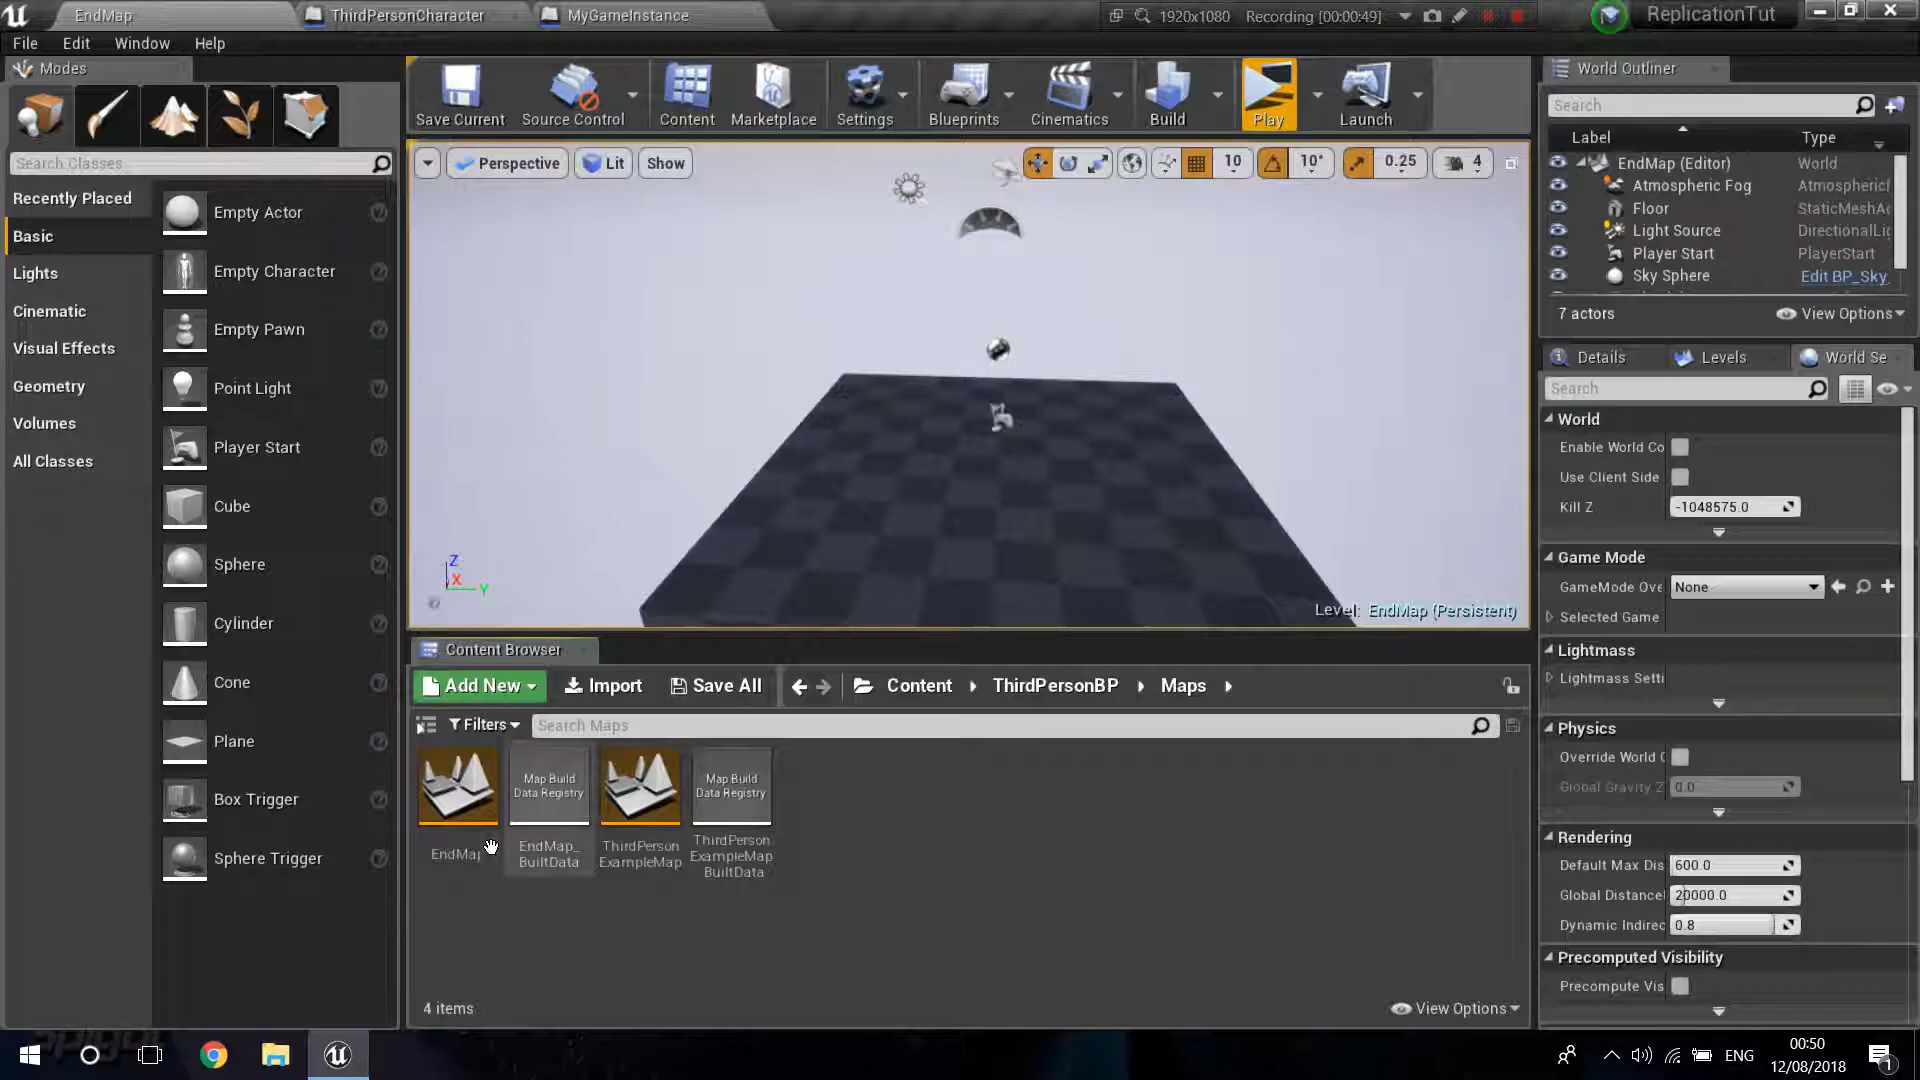 EndMap
ThirdPersonCharacter
MyGameInstance
1920x1080
Recording [00:00:49]
ReplicationTut
File
Edit
Window
Help
Modes
Search Classes
Recently Placed
Basic
Lights
Cinematic
Visual Effects
Geometry
Volumes
All Classes
Empty Actor
Empty Character
Empty Pawn
Point Light
Player Start
Cube
Sphere
Cylinder
Cone
Plane
Box Trigger
Sphere Trigger
Save Current
Source Control
Content
Marketplace
Settings
Blueprints
Cinematics
Build
Play
Launch
Perspective
Lit
Show
10
10°
0.25
4
Z
X
Y
Level: EndMap (Persistent)
Content Browser
Add New
Import
Save All
Content
ThirdPersonBP
Maps
Filters
Search Maps
Map Build
Data Registry
Map Build
Data Registry
EndMap
EndMap_
BuiltData
ThirdPerson
ExampleMap
ThirdPerson
ExampleMap
BuiltData
4 items
View Options
World Outliner
Search
Label
Type
EndMap (Editor)
World
Atmospheric Fog
Atmospheric
Floor
StaticMeshA
Light Source
DirectionalLi
Player Start
PlayerStart
Sky Sphere
Edit BP_Sky
7 actors
View Options
Details
Levels
World Se
Search
World
Enable World Co
Use Client Side
Kill Z
-1048575.0
Game Mode
GameMode Ove
None
Selected Game
Lightmass
Lightmass Setti
Physics
Override World
Global Gravity Z
0.0
Rendering
Default Max Dis
600.0
Global Distance
20000.0
Dynamic Indirec
0.8
Precomputed Visibility
Precompute Vis
ENG
00:50
12/08/2018
1